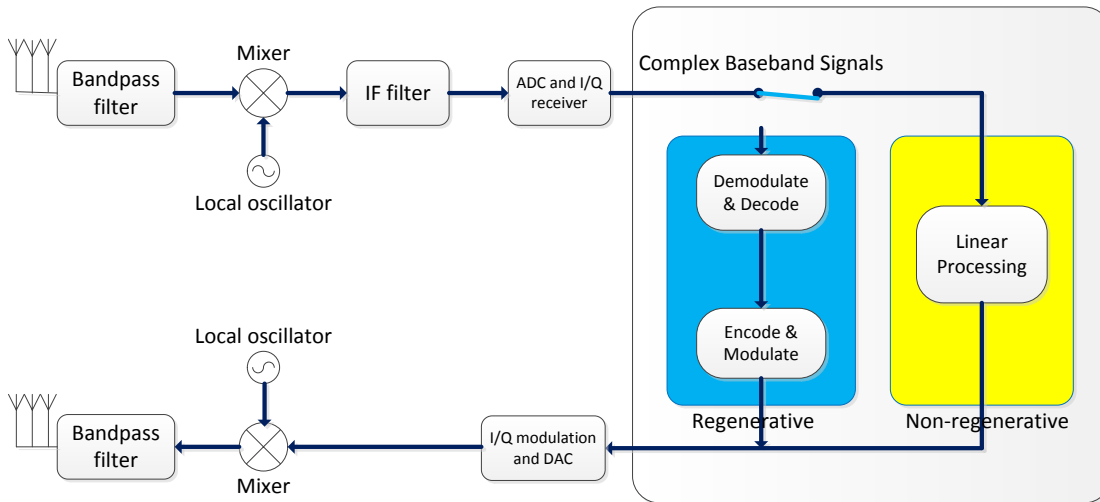 Bandpass
filter
Mixer
Local oscillator
IF filter
ADC and I/Q
receiver
Complex Baseband Signals
Demodulate
& Decode
Encode &
Modulate
Regenerative
Linear
Processing
Non-regenerative
Local oscillator
Bandpass
filter
Mixer
I/Q modulation
and DAC